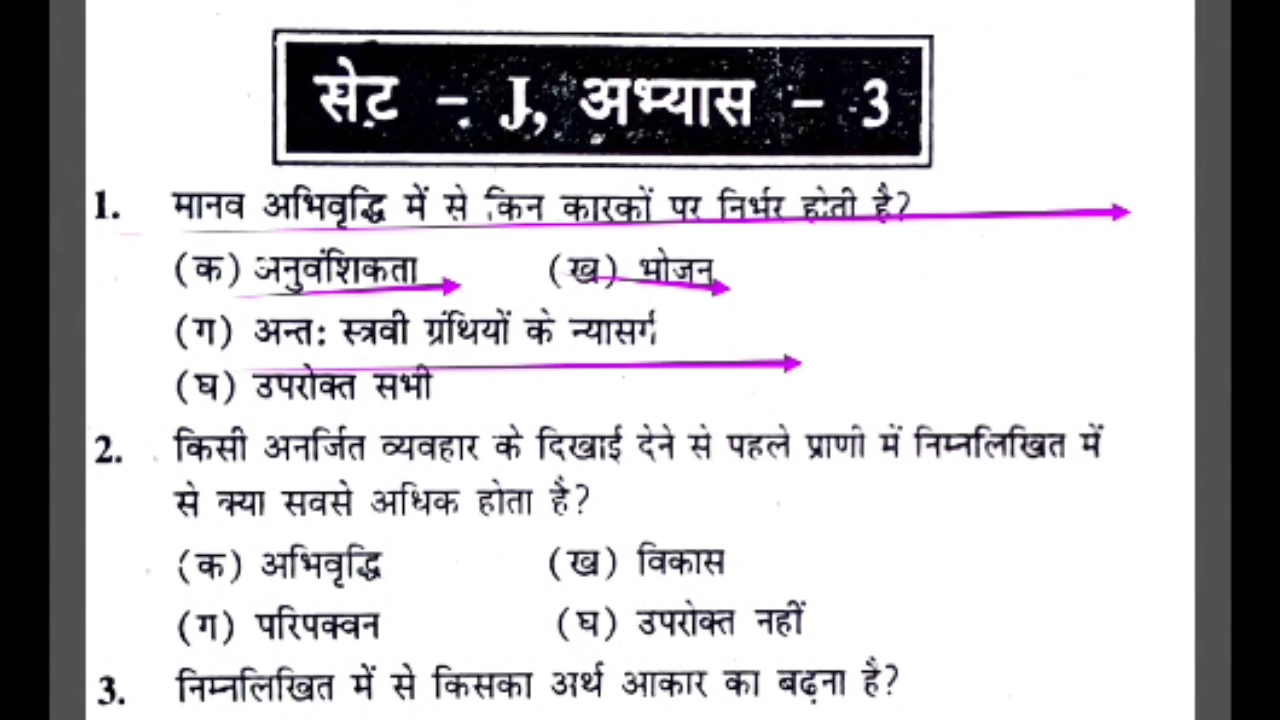 सेट - J, अभ्यास - 3
1. मानव अभिवृद्धि में से किन कारकों पर निर्भर होती है?
(क) अनुवंशिकता (ख) भोजन
(ग) अन्त: स्त्रवी ग्रंथियों के न्यासर्ग
(घ) उपरोक्त सभी
2. किसी अनर्जित व्यवहार के दिखाई देने से पहले प्राणी में निम्नलिखित में
से क्या सबसे अधिक होता है?
(क) अभिवृद्धि (ख) विकास
(ग) परिपक्वन (घ) उपरोक्त नहीं
3. निम्नलिखित में से किसका अर्थ आकार का बढ़ना है?